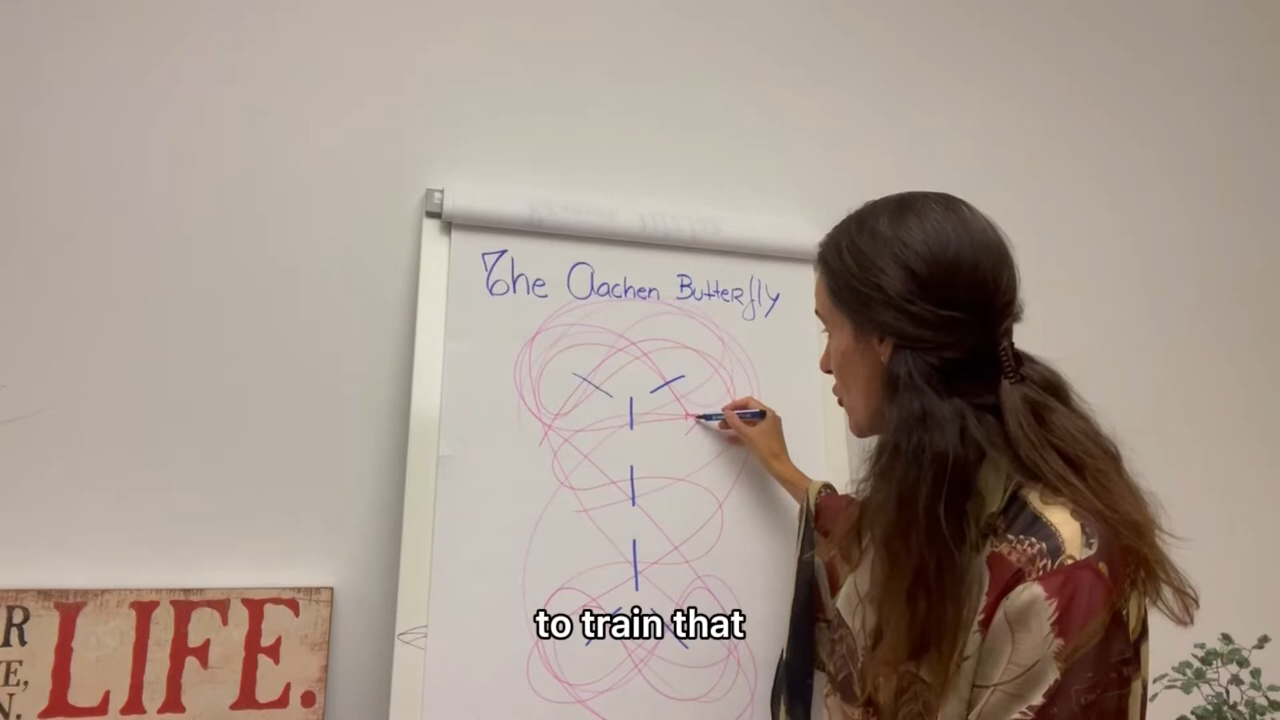 The Aachen Butterfly
to train that
R
LIFE.
E,
N.